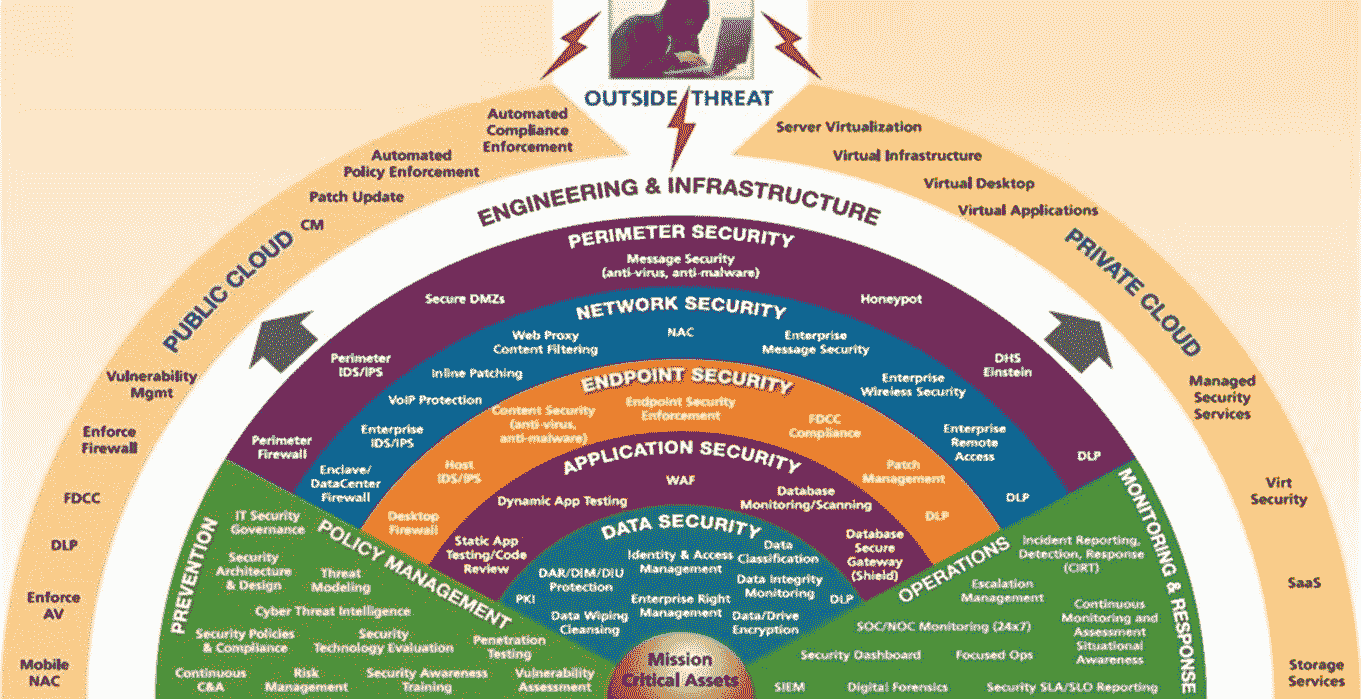 OUTSIDE THREAT
Automated
Compliance
Enforcement
Automated
Policy Enforcement
Patch Update
CM
PUBLIC CLOUD
Vulnerability
Mgmt
Enforce
Firewall
FDCC
DLP
Enforce
AV
Mobile
NAC
Server Virtualization
Virtual Infrastructure
Virtual Desktop
Virtual Applications
PRIVATE CLOUD
Managed
Security
Services
Virt
Security
SaaS
Storage
Services
ENGINEERING & INFRASTRUCTURE
PERIMETER SECURITY
Message Security
(anti-virus, anti-malware)
Secure DMZs
Honeypot
Perimeter
IDS/IPS
DHS
Einstein
Perimeter
Firewall
DLP
NETWORK SECURITY
NAC
Web Proxy
Content Filtering
Enterprise
Message Security
Inline Patching
Enterprise
Wireless Security
VoIP Protection
Enterprise
IDS/IPS
Enterprise
Remote
Access
Enclave/
DataCenter
Firewall
DLP
ENDPOINT SECURITY
Endpoint Security
Enforcement
Content Security
(anti-virus,
anti-malware)
FDCC
Compliance
Host
IDS/IPS
Patch
Management
Desktop
Firewall
DLP
APPLICATION SECURITY
WAF
Dynamic App Testing
Database
Monitoring/Scanning
Static App
Testing/Code
Review
Database
Secure
Gateway
(Shield)
DATA SECURITY
Identity & Access
Management
Data
Classification
DAR/DIM/DIU
Protection
Data Integrity
Monitoring
PKI
Enterprise Right
Management
DLP
Data Wiping
Cleansing
Data/Drive
Encryption
Mission
Critical Assets
PREVENTION
POLICY MANAGEMENT
IT Security
Governance
Security
Architecture
& Design
Threat
Modeling
Cyber Threat Intelligence
Security Policies
& Compliance
Security
Technology Evaluation
Penetration
Testing
Continuous
C&A
Risk
Management
Security Awareness
Training
Vulnerability
Assessment
OPERATIONS
MONITORING & RESPONSE
Incident Reporting,
Detection, Response
(CIRT)
Escalation
Management
Continuous
Monitoring and
Assessment
SOC/NOC Monitoring (24x7)
Situational
Awareness
Security Dashboard
Focused Ops
SIEM
Digital Forensics
Security SLA/SLO Reporting